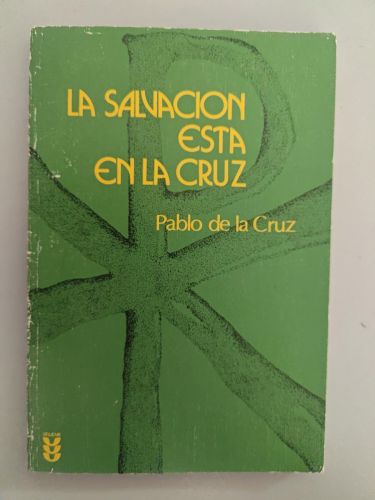 LA SALVACION
ESTA
EN LA CRUZ
Pablo de la Cruz